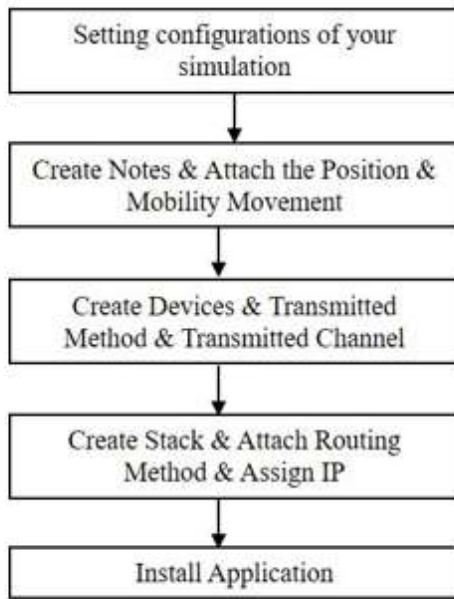 Setting configurations of your
simulation
Create Notes & Attach the Position &
Mobility Movement
Create Devices & Transmitted
Method & Transmitted Channel
Create Stack & Attach Routing
Method & Assign IP
Install Application